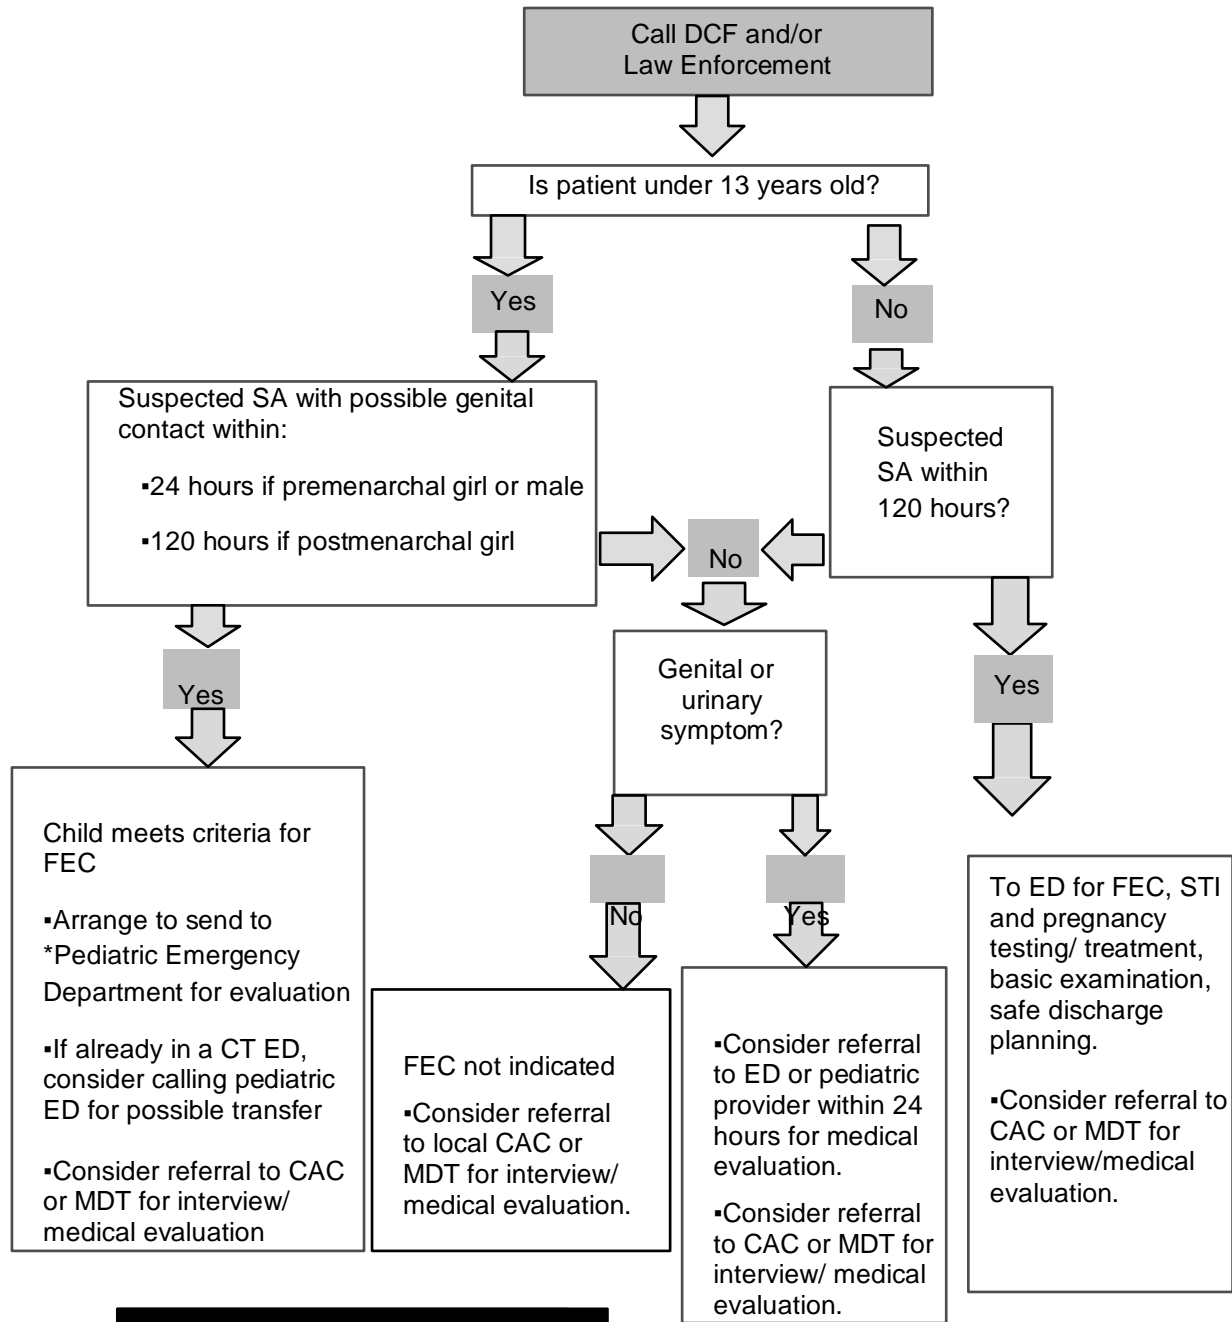 Call DCF and/or
Law Enforcement
Is patient under 13 years old?
Yes
No
Suspected SA with possible genital
contact within:
▪24 hours if premenarchal girl or male
▪120 hours if postmenarchal girl
Suspected
SA within
120 hours?
No
Yes
Genital or
urinary
symptom?
Yes
No
Yes
Child meets criteria for
FEC
▪Arrange to send to
*Pediatric Emergency
Department for evaluation
▪If already in a CT ED,
consider calling pediatric
ED for possible transfer
▪Consider referral to CAC
or MDT for interview/
medical evaluation
FEC not indicated
▪Consider referral
to local CAC or
MDT for interview/
medical evaluation.
▪Consider referral
to ED or pediatric
provider within 24
hours for medical
evaluation.
▪Consider referral
to CAC or MDT for
interview/ medical
evaluation.
To ED for FEC, STI
and pregnancy
testing/ treatment,
basic examination,
safe discharge
planning.
▪Consider referral to
CAC or MDT for
interview/medical
evaluation.